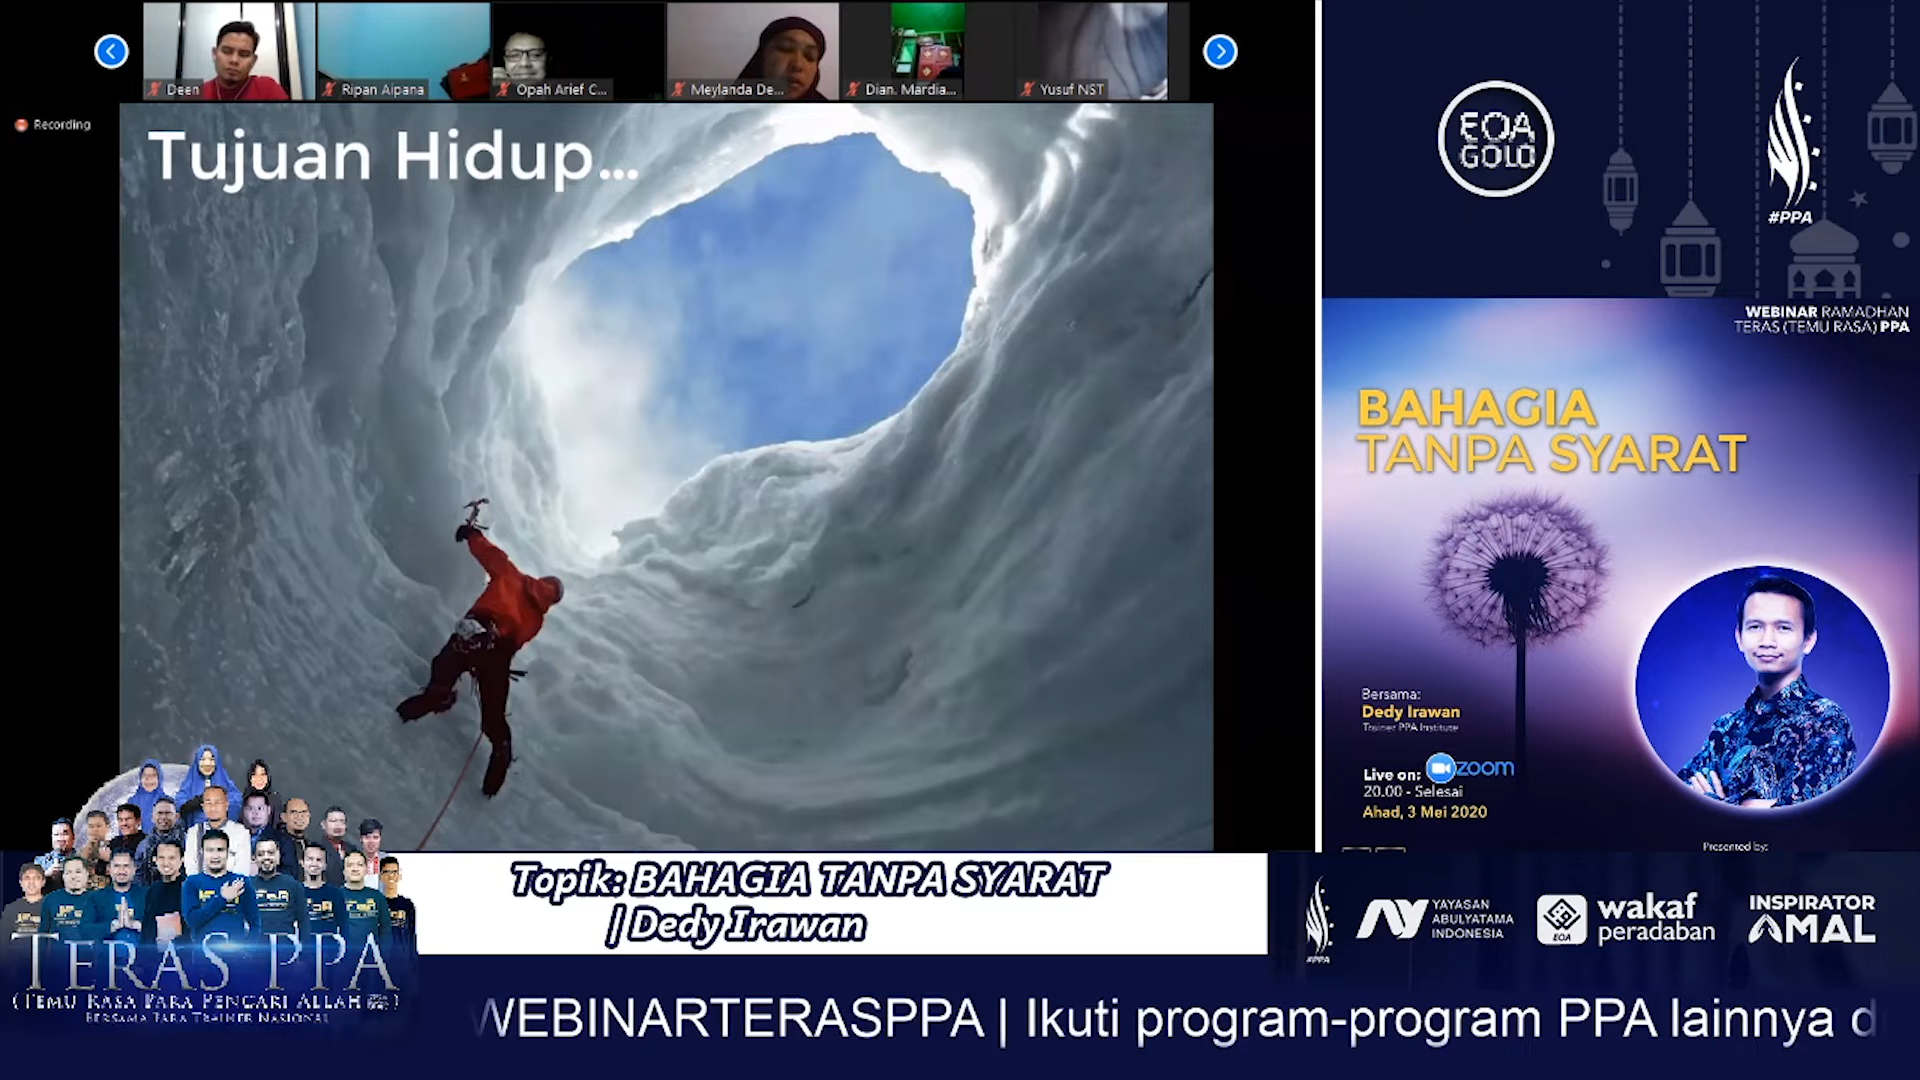 Deen
Ripan Aipana
Opah Arief C...
Meylanda De...
Dian. Mardia...
Yusuf NST
Recording
Tujuan Hidup...
EOA
GOLD
#PPA
WEBINAR RAMADHAN
TERAS (TEMU RASA) PPA
BAHAGIA
TANPA SYARAT
Bersama:
Dedy Irawan
Trainer PPA Institute
Live on: zoom
20.00 - Selesai
Ahad, 3 Mei 2020
Presented by:
Topik: BAHAGIA TANPA SYARAT
| Dedy Irawan
#PPA
AY YAYASAN
ABULYATAMA
INDONESIA
EOA
wakaf
peradaban
INSPIRATOR
AMAL
TERAS PPA
(TEMU RASA PARA PENCARI ALLAH
BERSAMA PARA TRAINER NASIONAL
WEBINARTERASPPA | Ikuti program-program PPA lainnya d